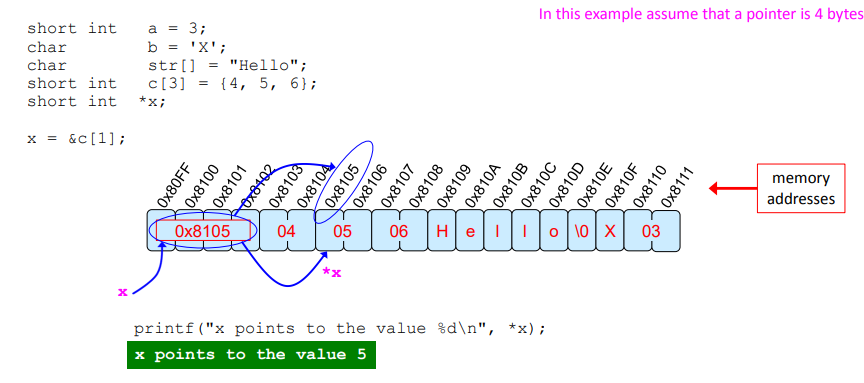 In this example assume that a pointer is 4 bytes
short int a = 3;
char b = 'X';
char str[] = "Hello";
short int c[3] = {4, 5, 6};
short int *x;
x = &c[1];
0x80FF 0x8100 0x8101 0x8102 0x8103 0x8104 0x8105 0x8106 0x8107 0x8108 0x8109 0x810A 0x810B 0x810C 0x810D 0x810E 0x810F 0x8110 0x8111
memory
addresses
0x8105 04 05 06 H e l l o \0 X 03
*x
x
printf("x points to the value %d\n", *x);
x points to the value 5